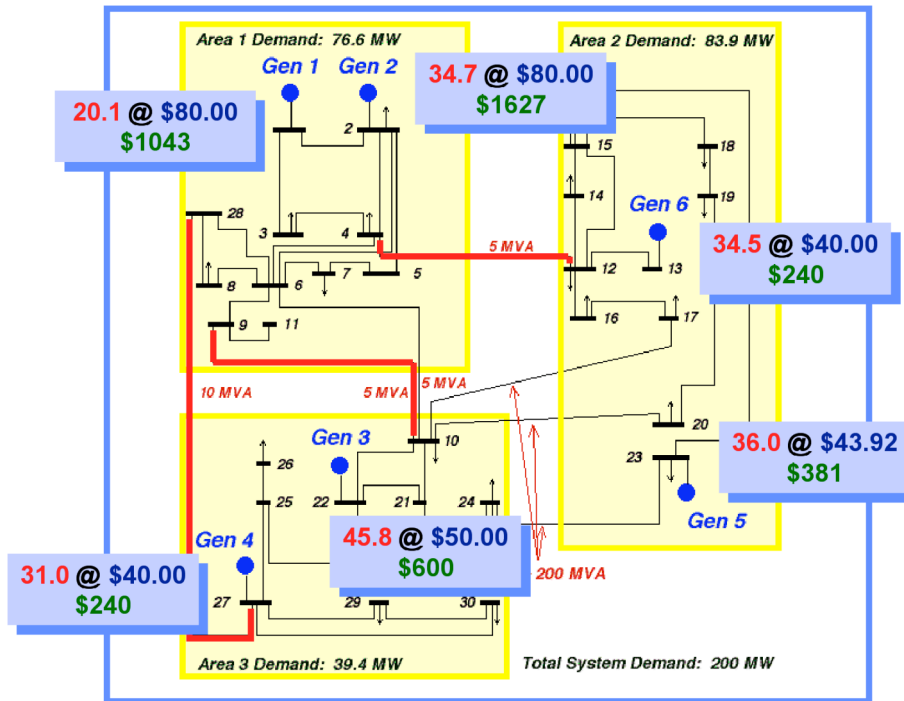 Area 1 Demand: 76.6 MW
Gen 1
Gen 2
20.1 @ $80.00
$1043
34.7 @ $80.00
$1627
Area 2 Demand: 83.9 MW
2
15
18
14
19
Gen 6
28
3
4
5 MVA
12
13
34.5 @ $40.00
$240
8
6
7
5
9
11
16
17
10 MVA
5 MVA
5 MVA
10
20
Gen 3
26
23
36.0 @ $43.92
$381
22
21
24
25
Gen 5
Gen 4
45.8 @ $50.00
$600
200 MVA
31.0 @ $40.00
$240
27
29
30
Area 3 Demand: 39.4 MW
Total System Demand: 200 MW